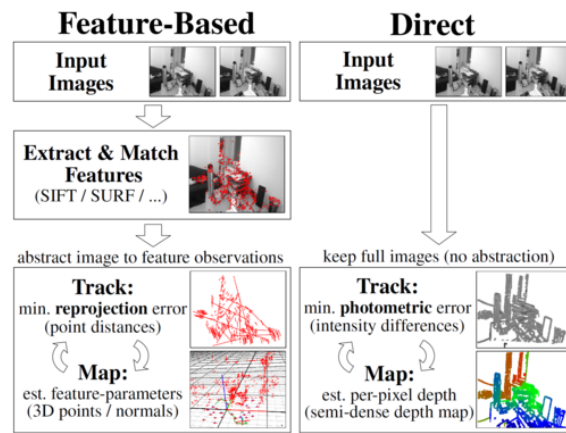 Feature-Based
Input
Images
Extract & Match
Features
(SIFT / SURF / ...)
abstract image to feature observations
Track:
min. reprojection error
(point distances)
Map:
est. feature-parameters
(3D points / normals)
Direct
Input
Images
keep full images (no abstraction)
Track:
min. photometric error
(intensity differences)
Map:
est. per-pixel depth
(semi-dense depth map)